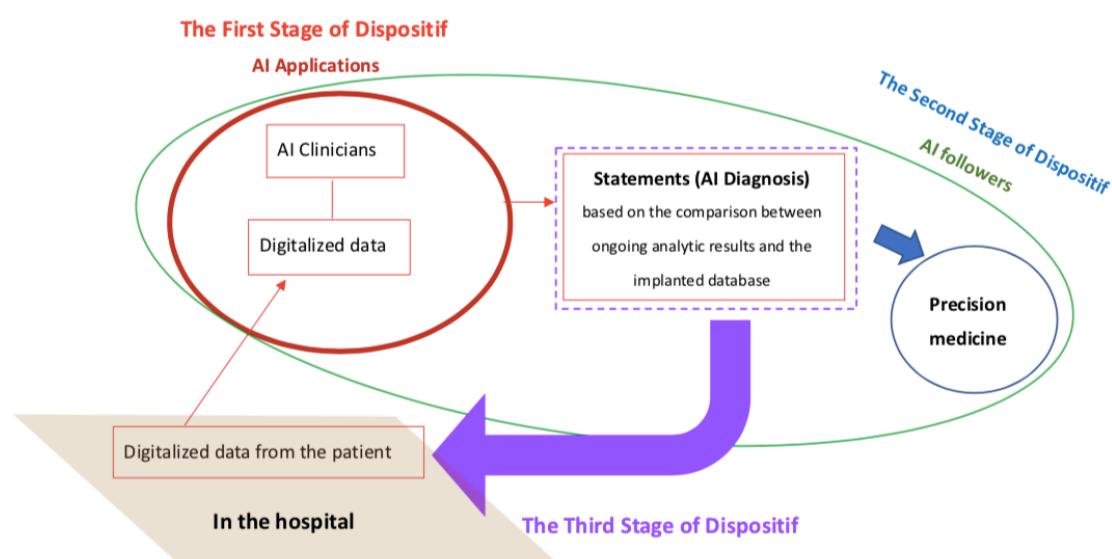 The First Stage of Dispositif
AI Applications
The Second Stage of Dispositif
AI followers
AI Clinicians
Digitalized data
Statements (AI Diagnosis)
based on the comparison between
ongoing analytic results and the
implanted database
Precision
medicine
Digitalized data from the patient
In the hospital
The Third Stage of Dispositif